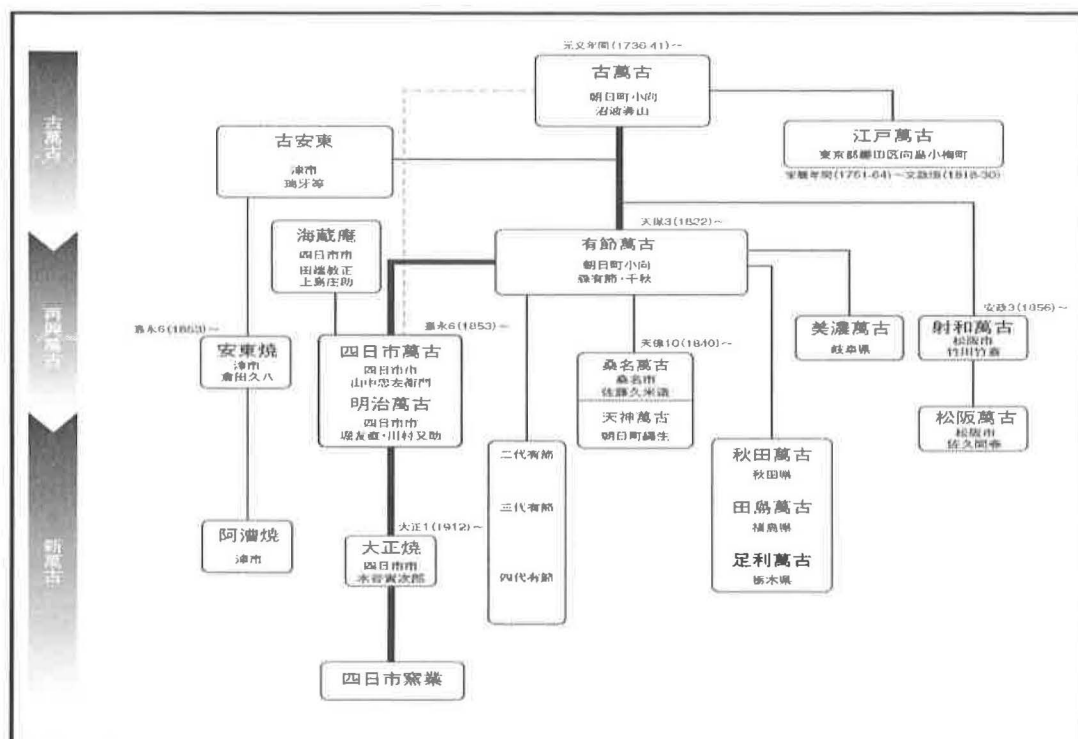 元文年間(1736-41)～
古萬古
朝日町小向
沼波弄山
古萬古
古安東
津市
瑞牙等
江戸萬古
東京都墨田区向島小梅町
宝暦年間(1751-64)～文政頃(1818-30)
天保3(1822)～
海蔵庵
四日市市
田端教正
上島庄助
有節萬古
朝日町小向
森有節・千秋
再興萬古
安政3(1856)～
嘉永6(1853)～
嘉永6(1853)～
美濃萬古
岐阜県
射和萬古
松阪市
竹川竹斎
安東焼
津市
倉田久八
四日市萬古
四日市市
山中忠左衛門
天保10(1840)～
桑名萬古
桑名市
佐藤久米造
明治萬古
四日市市
堀友直・川村又助
天神萬古
朝日町縄生
松阪萬古
松阪市
佐久間春
二代有節
秋田萬古
秋田県
三代有節
田島萬古
福島県
大正1(1912)～
新萬古
阿漕焼
津市
大正焼
四日市市
水谷寅次郎
足利萬古
栃木県
四代有節
四日市窯業